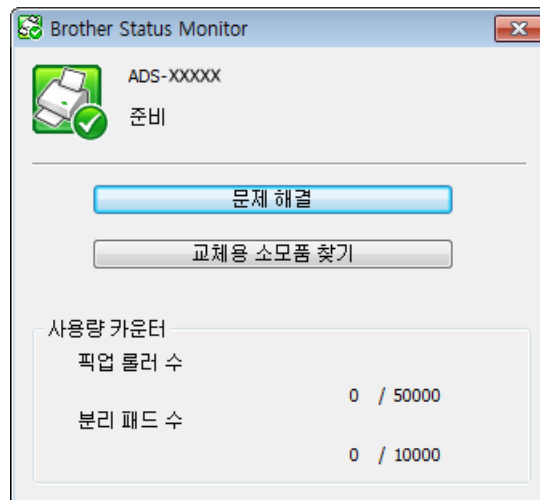 Brother Status Monitor
ADS-XXXXX
준비
문제 해결
교체용 소모품 찾기
사용량 카운터
픽업 롤러 수
0 / 50000
분리 패드 수
0 / 10000